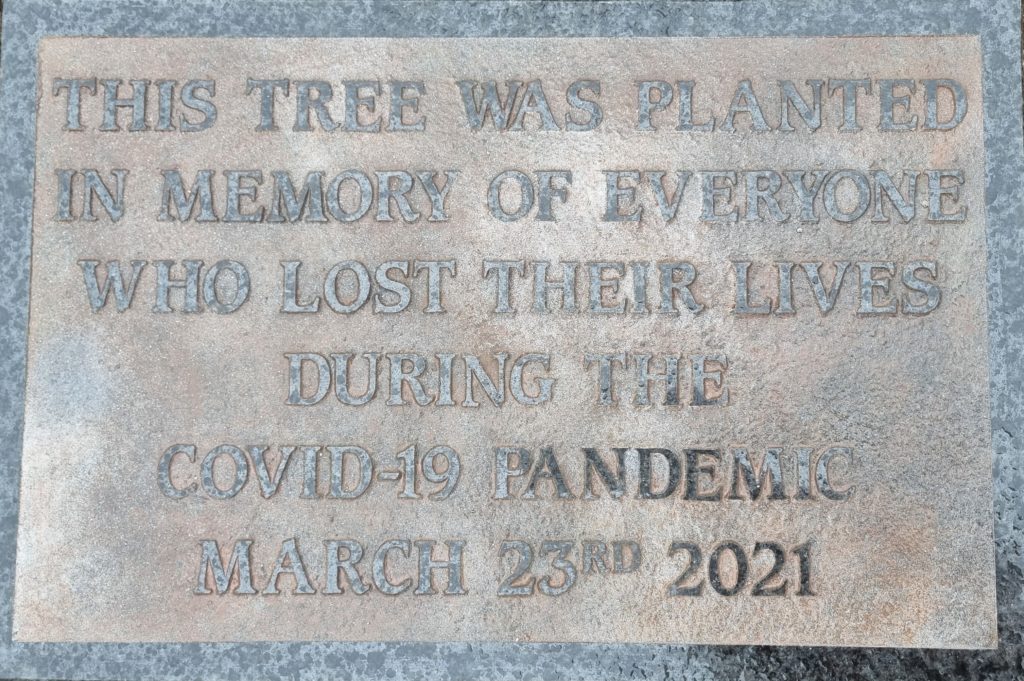 THIS TREE WAS PLANTED
IN MEMORY OF EVERYONE
WHO LOST THEIR LIVES
DURING THE
COVID-19 PANDEMIC
MARCH 23RD 2021